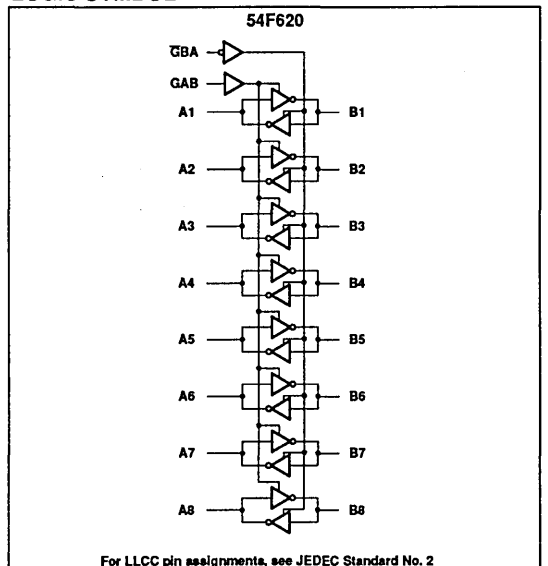 54F620
G̅BA
GAB
A1 B1
A2 B2
A3 B3
A4 B4
A5 B5
A6 B6
A7 B7
A8 B8
For LLCC pin assignments, see JEDEC Standard No. 2